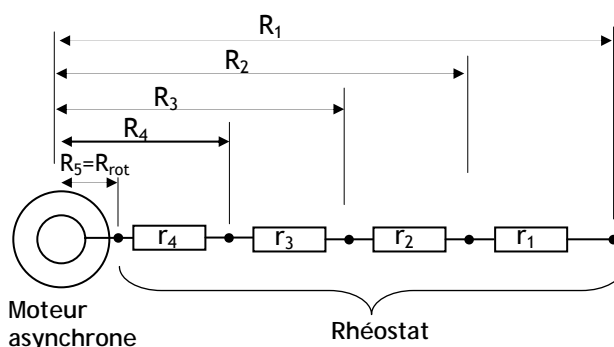 R₁
R₂
R₃
R₄
R₅=Rrot
r₄ r₃ r₂ r₁
Moteur
asynchrone
Rhéostat